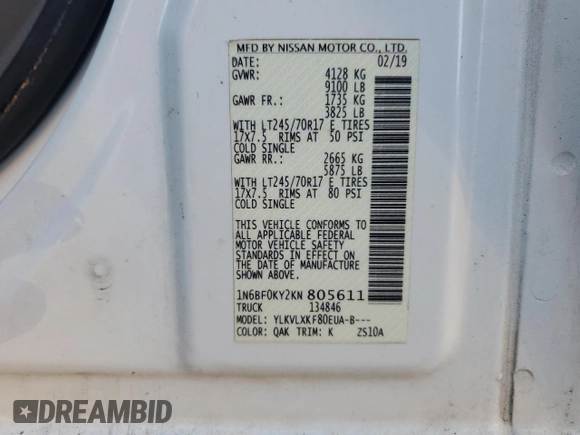 MFD BY NISSAN MOTOR CO., LTD.
DATE: 02/19
GVWR: 4128 KG
9100 LB
GAWR FR.: 1735 KG
3825 LB
WITH LT245/70R17 E TIRES
17X7.5 RIMS AT 50 PSI
COLD SINGLE
GAWR RR.: 2665 KG
5875 LB
WITH LT245/70R17 E TIRES
17X7.5 RIMS AT 80 PSI
COLD SINGLE
THIS VEHICLE CONFORMS TO
ALL APPLICABLE FEDERAL
MOTOR VEHICLE SAFETY
STANDARDS IN EFFECT ON
THE DATE OF MANUFACTURE
SHOWN ABOVE.
1N6BF0KY2KN 805611
TRUCK 134846
MODEL: YLKVLXKF80EUA-B---
COLOR: QAK TRIM: K ZS10A
DREAMBID